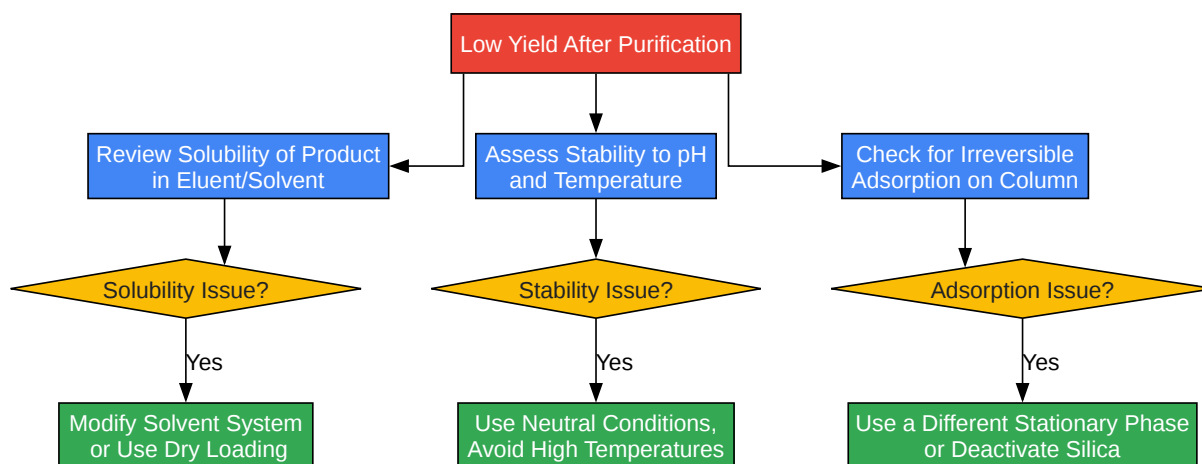 Low Yield After Purification
Review Solubility of Product
in Eluent/Solvent
Assess Stability to pH
and Temperature
Check for Irreversible
Adsorption on Column
Solubility Issue?
Stability Issue?
Adsorption Issue?
Yes
Yes
Yes
Modify Solvent System
or Use Dry Loading
Use Neutral Conditions,
Avoid High Temperatures
Use a Different Stationary Phase
or Deactivate Silica